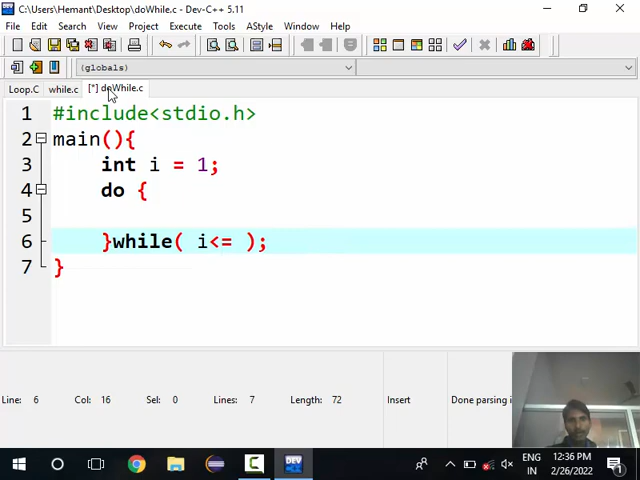 C:\Users\Hemant\Desktop\doWhile.c - Dev-C++ 5.11
File Edit Search View Project Execute Tools AStyle Window Help
(globals)
Loop.C while.c [*] doWhile.c
1 #include<stdio.h>
2 main(){
3 int i = 1;
4 do {
5
6 }while( i<= );
7 }
Line: 6 Col: 16 Sel: 0 Lines: 7 Length: 72 Insert Done parsing i
DEV
ENG
IN
12:36 PM
2/26/2022
1